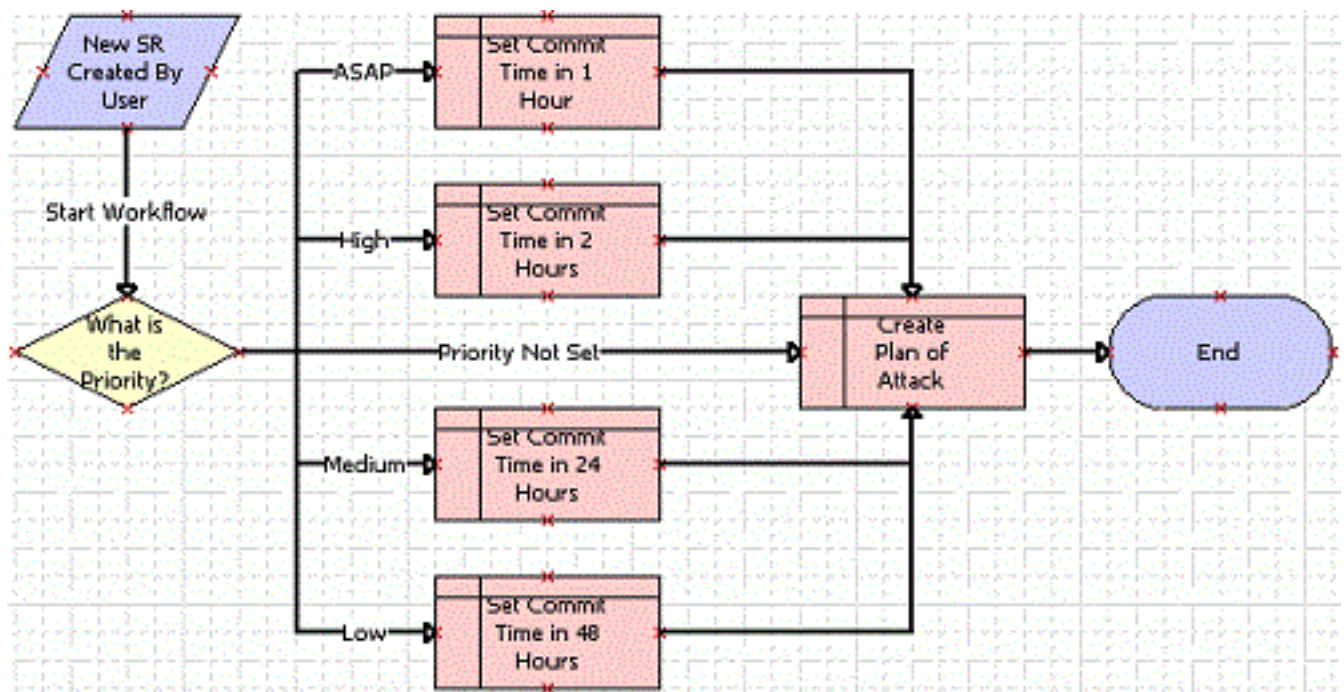 New SR
Created By
User
Start Workflow
What is
the
Priority?
ASAP
Set Commit
Time in 1
Hour
High
Set Commit
Time in 2
Hours
Priority Not Set
Medium
Set Commit
Time in 24
Hours
Low
Set Commit
Time in 48
Hours
Create
Plan of
Attack
End